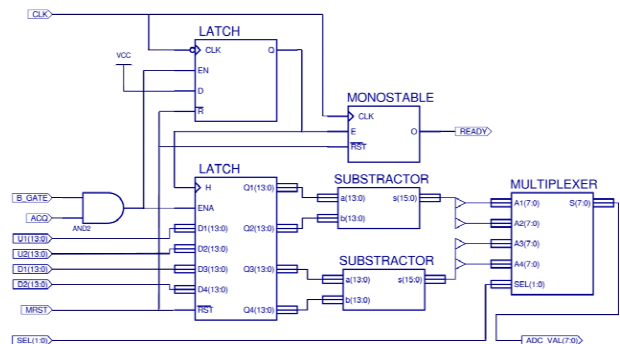 CLK
LATCH
CLK
Q
VCC
EN
D
R
MONOSTABLE
CLK
E
O
READY
RST
LATCH
H
Q1(13:0)
ENA
D1(13:0)
Q2(13:0)
D2(13:0)
D3(13:0)
Q3(13:0)
D4(13:0)
RST
Q4(13:0)
B_GATE
ACQ
AND2
U1(13:0)
U2(13:0)
D1(13:0)
D2(13:0)
MRST
SEL(1:0)
SUBSTRACTOR
a(13:0)
s(15:0)
b(13:0)
SUBSTRACTOR
a(13:0)
s(15:0)
b(13:0)
MULTIPLEXER
A1(7:0)
S(7:0)
A2(7:0)
A3(7:0)
A4(7:0)
SEL(1:0)
ADC_VAL(7:0)